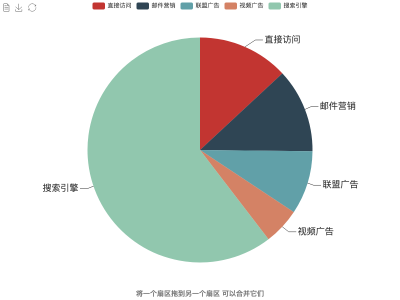 直接访问 邮件营销 联盟广告 视频广告 搜索引擎
直接访问
邮件营销
联盟广告
视频广告
搜索引擎
将一个扇区拖到另一个扇区 可以合并它们